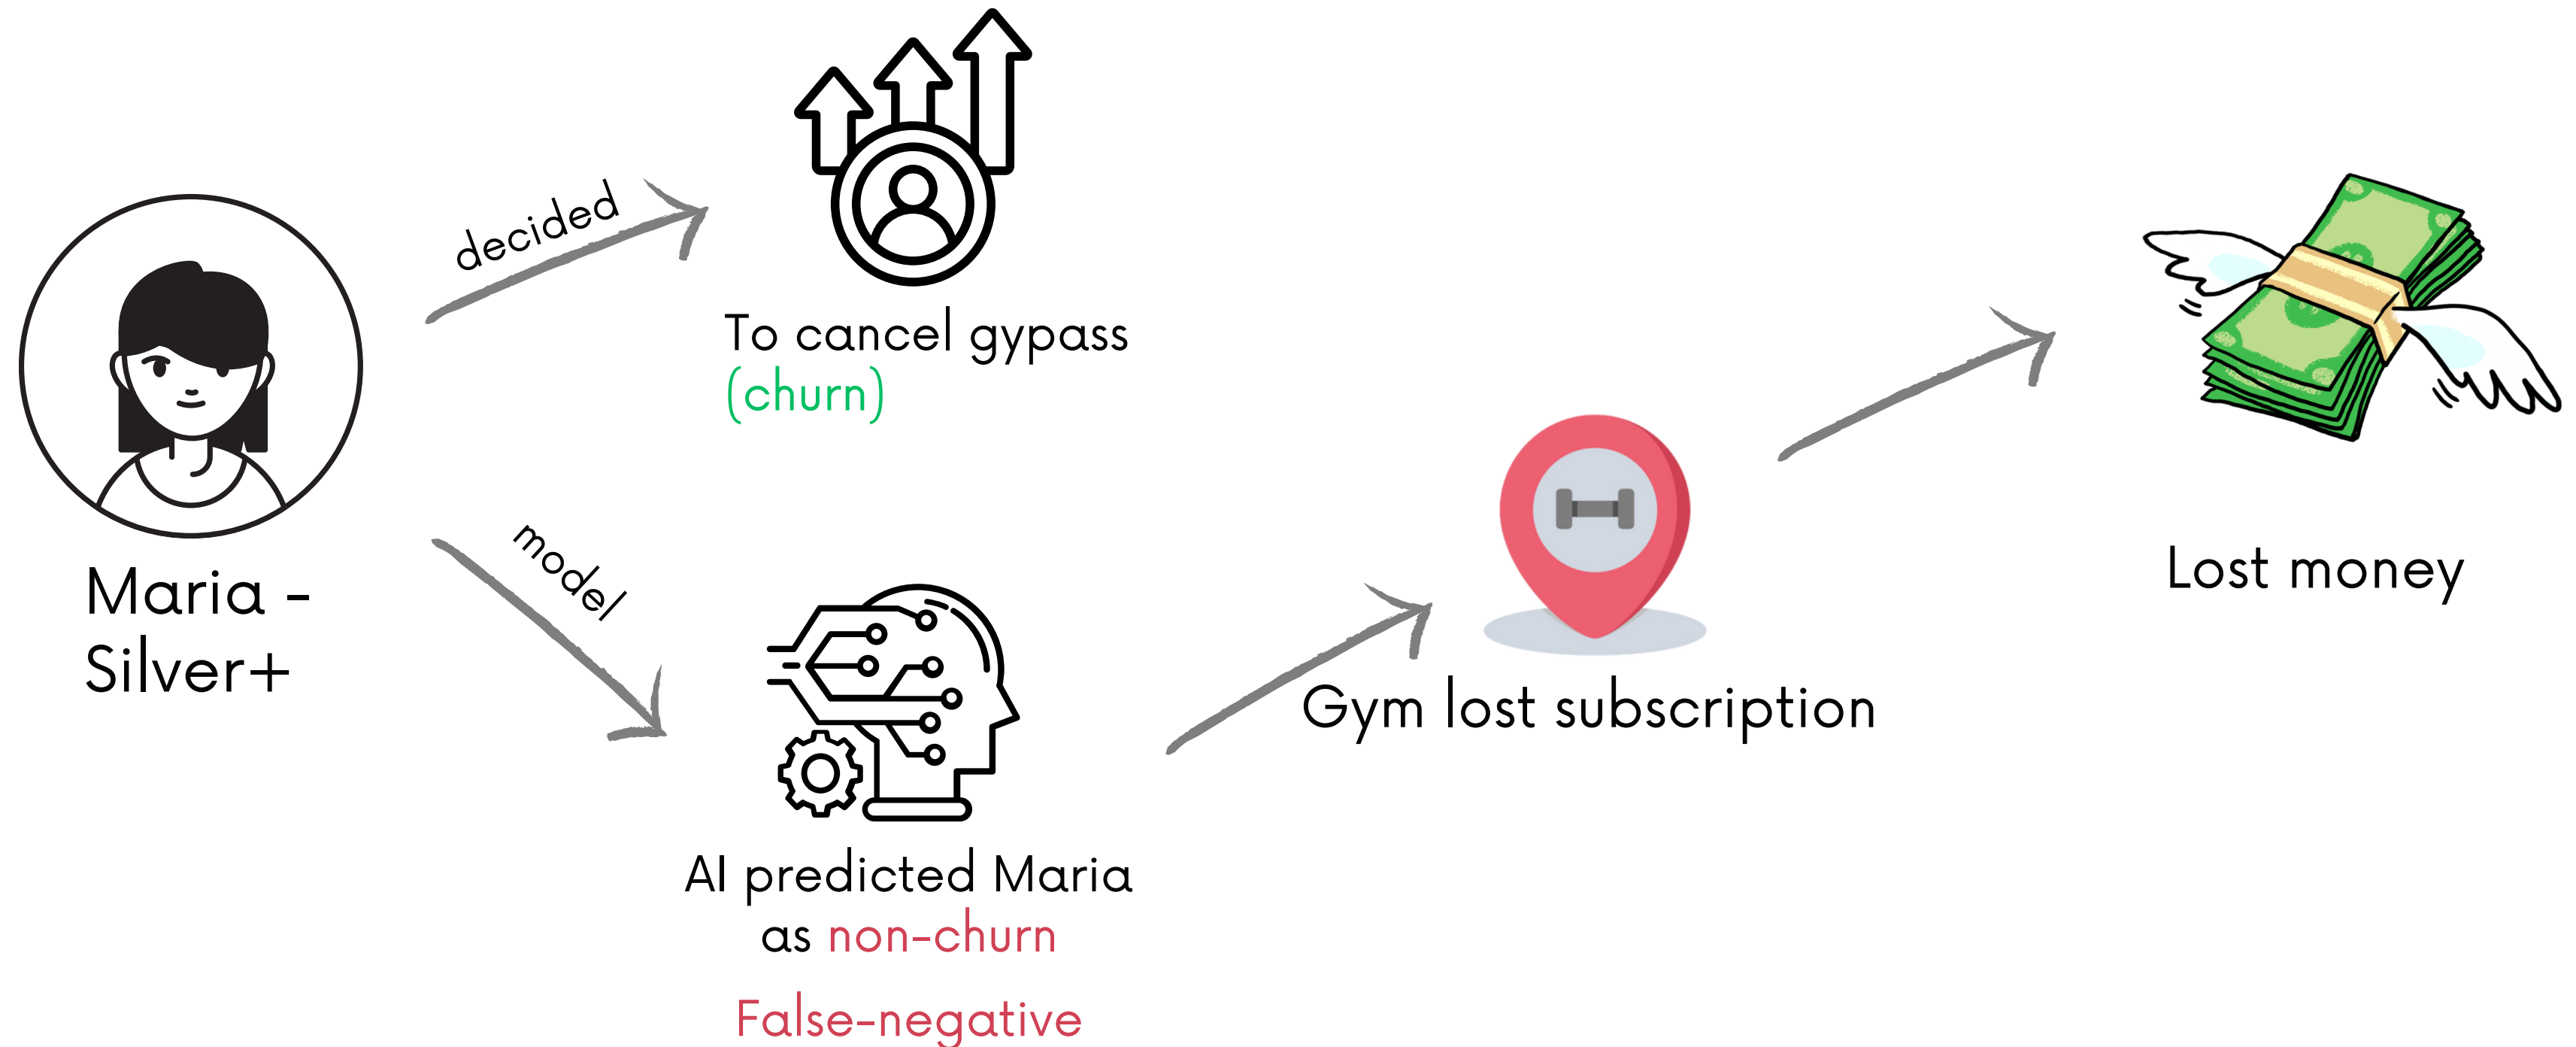 Maria -
Silver+
decided
To cancel gypass
(churn)
model
AI predicted Maria
as non-churn
False-negative
Gym lost subscription
Lost money